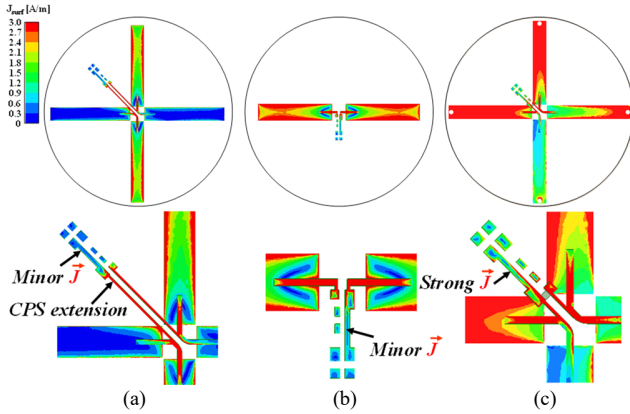 J_surf [A/m]
(a)
(b)
(c)
3.0
2.7
2.4
2.1
1.8
1.5
1.2
0.9
0.6
0.3
0
Minor J⃗
CPS extension
Minor J⃗
Strong J⃗
(a)
(b)
(c)